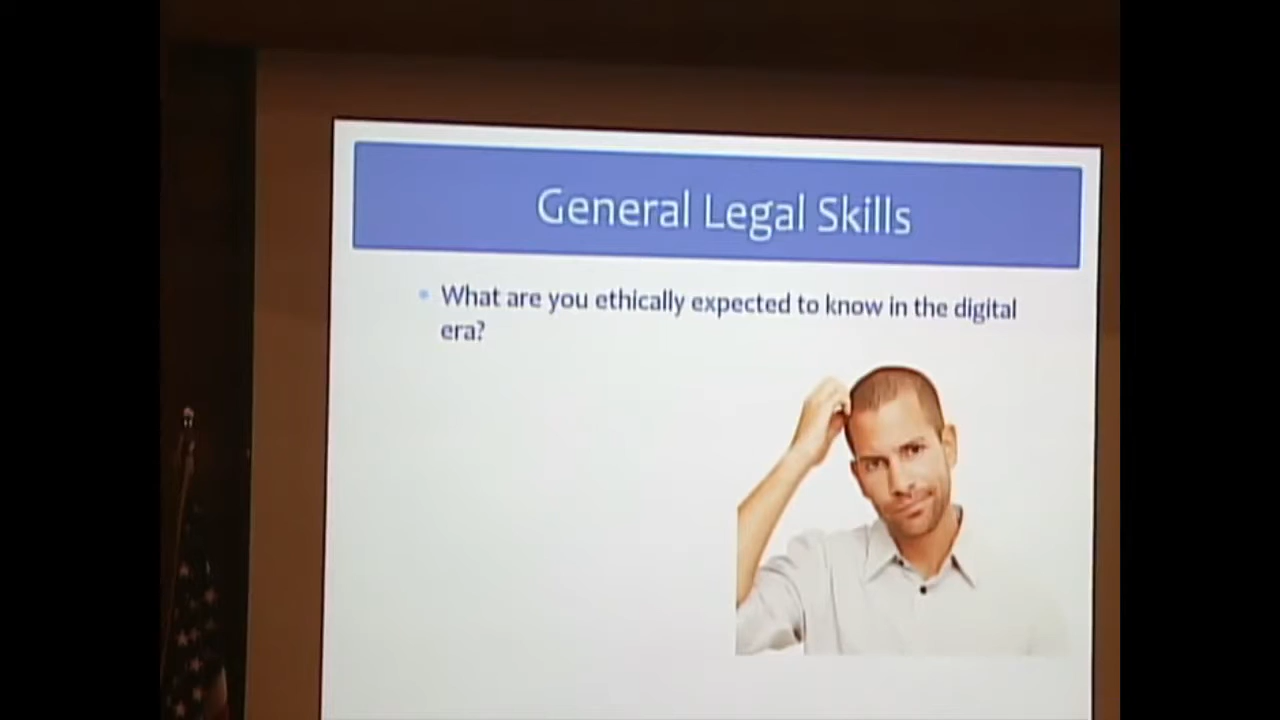 General Legal Skills
What are you ethically expected to know in the digital
era?